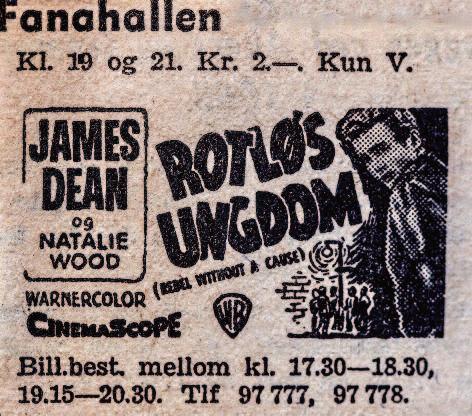 Fanahallen
Kl. 19 og 21. Kr. 2.—. Kun V.
JAMES
DEAN
og
NATALIE
WOOD
ROTLØS
UNGDOM
(REBEL WITHOUT A CAUSE)
WARNERCOLOR
CINEMASCOPE
WB
Bill.best. mellom kl. 17.30—18.30,
19.15—20.30. Tlf 97 777, 97 778.